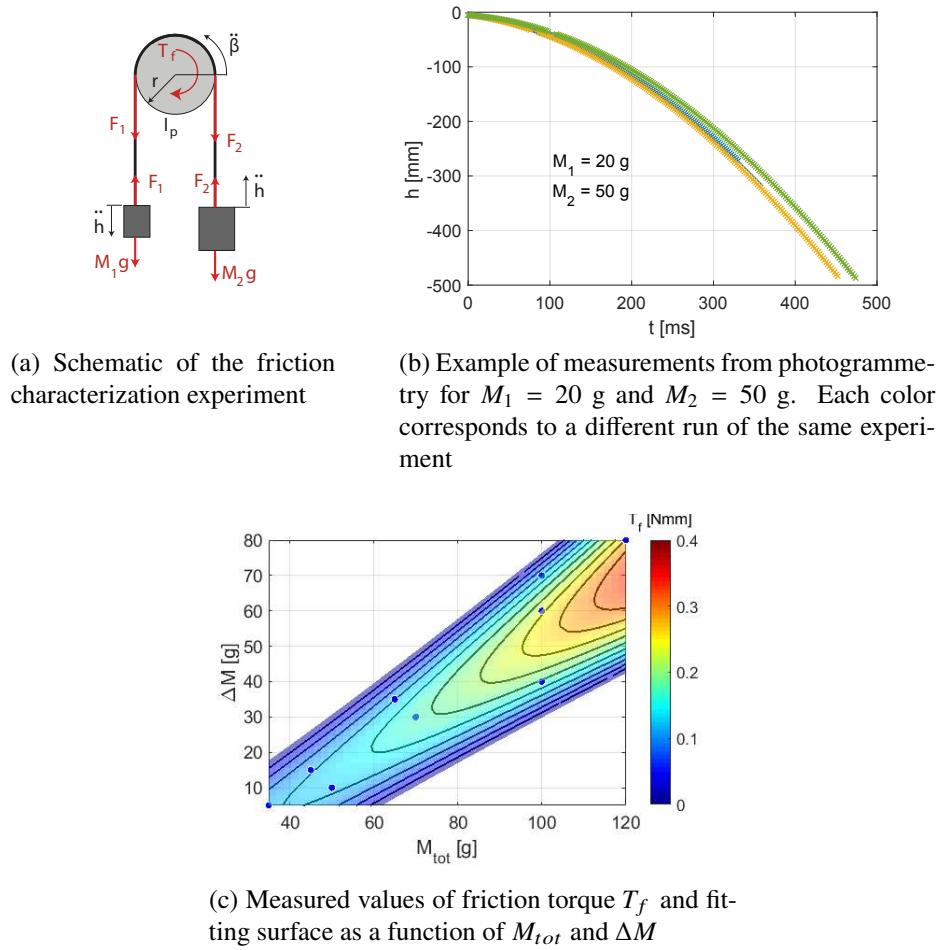 T_f
β̈
r
F_1
I_p
F_2
F_1
F_2
ḧ
ḧ
M_1g
M_2g
0
-100
-200
-300
-400
-500
h [mm]
M_1 = 20 g
M_2 = 50 g
0 100 200 300 400 500
t [ms]
(a) Schematic of the friction
characterization experiment
(b) Example of measurements from photogramme-
try for M_1 = 20 g and M_2 = 50 g. Each color
corresponds to a different run of the same experi-
ment
T_f [Nmm]
80
70
60
50
40
30
20
10
ΔM [g]
40 60 80 100 120
M_tot [g]
0.4
0.3
0.2
0.1
0
(c) Measured values of friction torque T_f and fit-
ting surface as a function of M_tot and ΔM